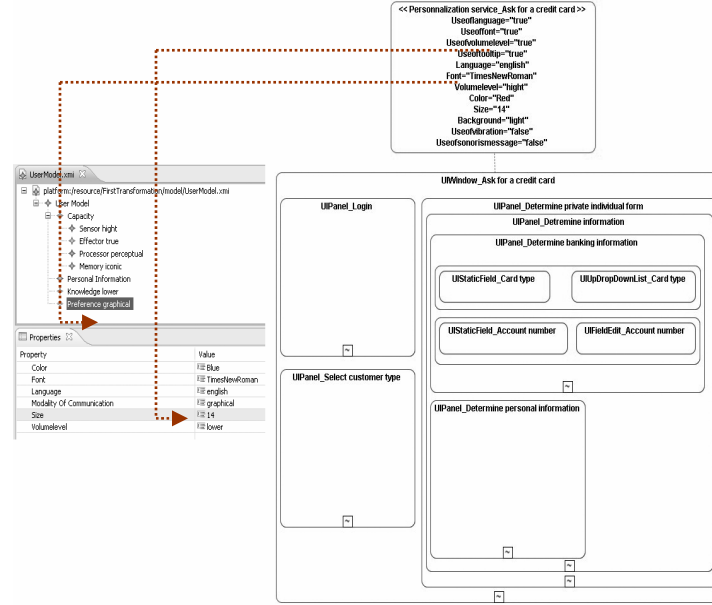 << Personnalization service_Ask for a credit card >>
Useoflanguage="true"
Useoffont="true"
Useofvolumelevel="true"
Useoftooltip="true"
Language="english"
Font="TimesNewRoman"
Volumelevel="hight"
Color="Red"
Size="14"
Background="light"
Useofvibration="false"
Useofsonorismessage="false"
UserModel.xmi
platform:/resource/FirstTransformation/model/UserModel.xmi
User Model
Capacity
Sensor hight
Effector true
Processor perceptual
Memory iconic
Personal Information
Knowledge lower
Preference graphical
Properties
Property Value
Color Blue
Font TimesNewRoman
Language english
Modality Of Communication graphical
Size 14
Volumelevel lower
UIWindow_Ask for a credit card
UIPanel_Login
~
UIPanel_Select customer type
~
UIPanel_Determine private individual form
UIPanel_Detremine information
UIPanel_Determine banking information
UIStaticField_Card type
UIUpDropDownList_Card type
UIStaticField_Account number
UIFieldEdit_Account number
~
UIPanel_Determine personal information
~
~
~
~